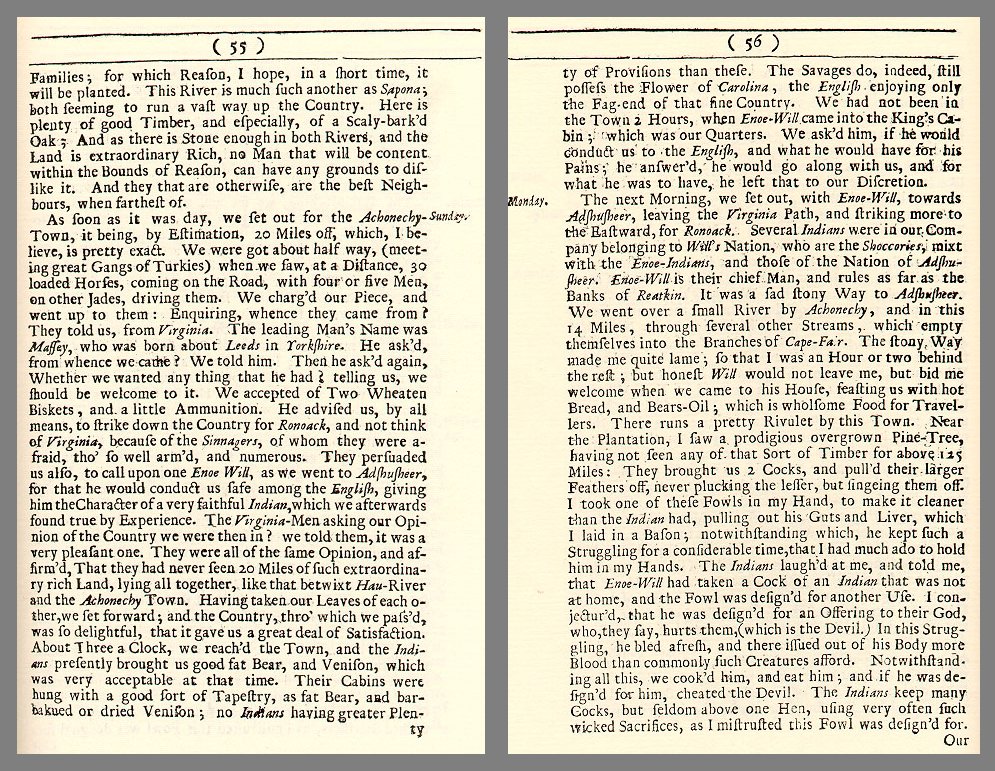 ( 55 )
Families; for which Reaſon, I hope, in a ſhort time, it
will be planted. This River is much ſuch another as Sapona;
both ſeeming to run a vaſt way up the Country. Here is
plenty of good Timber, and eſpecially, of a Scaly-bark'd
Oak; And as there is Stone enough in both Rivers, and the
Land is extraordinary Rich, no Man that will be content
within the Bounds of Reaſon, can have any grounds to diſ-
like it. And they that are otherwiſe, are the beſt Neigh-
bours, when fartheſt of.
As ſoon as it was day, we ſet out for the Achonechy-
Sunday.
Town, it being, by Eſtimation, 20 Miles off, which, I be-
lieve, is pretty exact. We were got about half way, (meet-
ing great Gangs of Turkies) when we ſaw, at a Diſtance, 30
loaded Horſes, coming on the Road, with four or five Men,
on other Jades, driving them. We charg'd our Piece, and
went up to them: Enquiring, whence they came from?
They told us, from Virginia. The leading Man's Name was
Maſſey, who was born about Leeds in Yorkſhire. He ask'd,
from whence we came? We told him. Then he ask'd again,
Whether we wanted any thing that he had? telling us, we
ſhould be welcome to it. We accepted of Two Wheaten
Biskets, and a little Ammunition. He adviſed us, by all
means, to ſtrike down the Country for Ronoack, and not think
of Virginia, becauſe of the Sinnagers, of whom they were a-
fraid, tho' ſo well arm'd, and numerous. They perſuaded
us alſo, to call upon one Enoe Will, as we went to Adſhuſheer,
for that he would conduct us ſafe among the Engliſh, giving
him the Character of a very faithful Indian, which we afterwards
found true by Experience. The Virginia-Men asking our Opi-
nion of the Country we were then in? we told them, it was a
very pleaſant one. They were all of the ſame Opinion, and af-
firm'd, That they had never ſeen 20 Miles of ſuch extraordina-
ry rich Land, lying all together, like that betwixt Hau-River
and the Achonechy Town. Having taken our Leaves of each o-
ther, we ſet forward; and the Country, thro' which we paſs'd,
was ſo delightful, that it gave us a great deal of Satisfaction.
About Three a Clock, we reach'd the Town, and the Indi-
ans preſently brought us good fat Bear, and Veniſon, which
was very acceptable at that time. Their Cabins were
hung with a good ſort of Tapeſtry, as fat Bear, and bar-
bakued or dried Veniſon; no Indians having greater Plen-
ty
( 56 )
ty of Proviſions than theſe. The Savages do, indeed, ſtill
poſſeſs the Flower of Carolina, the Engliſh enjoying only
the Fag-end of that fine Country. We had not been in
the Town 2 Hours, when Enoe-Will came into the King's Ca-
bin; which was our Quarters. We ask'd him, if he would
conduct us to the Engliſh, and what he would have for his
Pains; he anſwer'd, he would go along with us, and for
what he was to have, he left that to our Diſcretion.
Monday.
The next Morning, we ſet out, with Enoe-Will, towards
Adſhuſheer, leaving the Virginia Path, and ſtriking more to
the Eaſtward, for Ronoack. Several Indians were in our Com-
pany belonging to Will's Nation, who are the Shoccories, mixt
with the Enoe-Indians, and thoſe of the Nation of Adſhu-
ſheer. Enoe-Will is their chief Man, and rules as far as the
Banks of Reatkin. It was a ſad ſtony Way to Adſhuſheer.
We went over a ſmall River by Achonechy, and in this
14 Miles, through ſeveral other Streams, which empty
themſelves into the Branches of Cape-Fair. The ſtony Way
made me quite lame; ſo that I was an Hour or two behind
the reſt; but honeſt Will would not leave me, but bid me
welcome when we came to his Houſe, feaſting us with hot
Bread, and Bears-Oil; which is wholſome Food for Travel-
lers. There runs a pretty Rivulet by this Town. Near
the Plantation, I ſaw a prodigious overgrown Pine-Tree,
having not ſeen any of that Sort of Timber for above 125
Miles: They brought us 2 Cocks, and pull'd their larger
Feathers off, never plucking the leſſer, but ſingeing them off.
I took one of theſe Fowls in my Hand, to make it cleaner
than the Indian had, pulling out his Guts and Liver, which
I laid in a Baſon; notwithſtanding which, he kept ſuch a
Struggling for a conſiderable time, that I had much ado to hold
him in my Hands. The Indians laugh'd at me, and told me,
that Enoe-Will had taken a Cock of an Indian that was not
at home, and the Fowl was deſign'd for another Uſe. I con-
jectur'd, that he was deſign'd for an Offering to their God,
who, they ſay, hurts them, (which is the Devil.) In this Strug-
gling, he bled afreſh, and there iſſued out of his Body more
Blood than commonly ſuch Creatures afford. Notwithſtand-
ing all this, we cook'd him, and eat him; and if he was de-
ſign'd for him, cheated the Devil. The Indians keep many
Cocks, but ſeldom above one Hen, uſing very often ſuch
wicked Sacrifices, as I miſtruſted this Fowl was deſign'd for.
Our